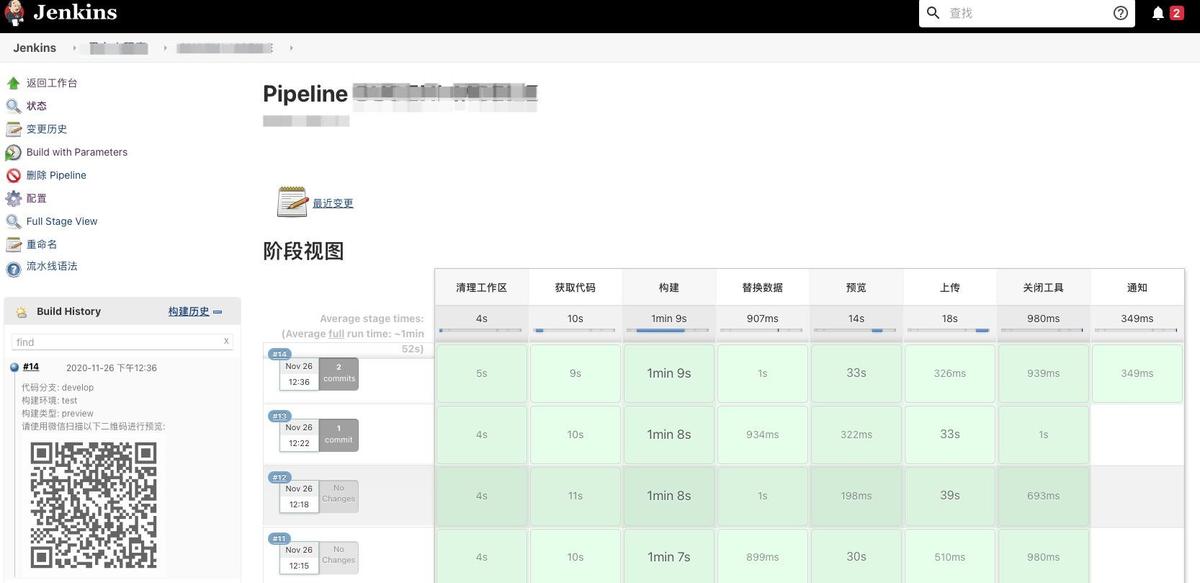 Jenkins
查找
2
Jenkins
返回工作台
状态
变更历史
Build with Parameters
删除 Pipeline
配置
Full Stage View
重命名
流水线语法
Build History
构建历史
find
x
#14
2020-11-26 下午12:36
代码分支: develop
构建环境: test
构建类型: preview
请使用微信扫描以下二维码进行预览:
Pipeline
最近变更
阶段视图
清理工作区 获取代码 构建 替换数据 预览 上传 关闭工具 通知
Average stage times:
(Average full run time: ~1min
52s)
4s 10s 1min 9s 907ms 14s 18s 980ms 349ms
#14
Nov 26
12:36
2
commits
5s 9s 1min 9s 1s 33s 326ms 939ms 349ms
#13
Nov 26
12:22
1
commit
4s 10s 1min 8s 934ms 322ms 33s 1s
#12
Nov 26
12:18
No
Changes
4s 11s 1min 8s 1s 198ms 39s 693ms
#11
Nov 26
12:15
No
Changes
4s 10s 1min 7s 899ms 30s 510ms 980ms